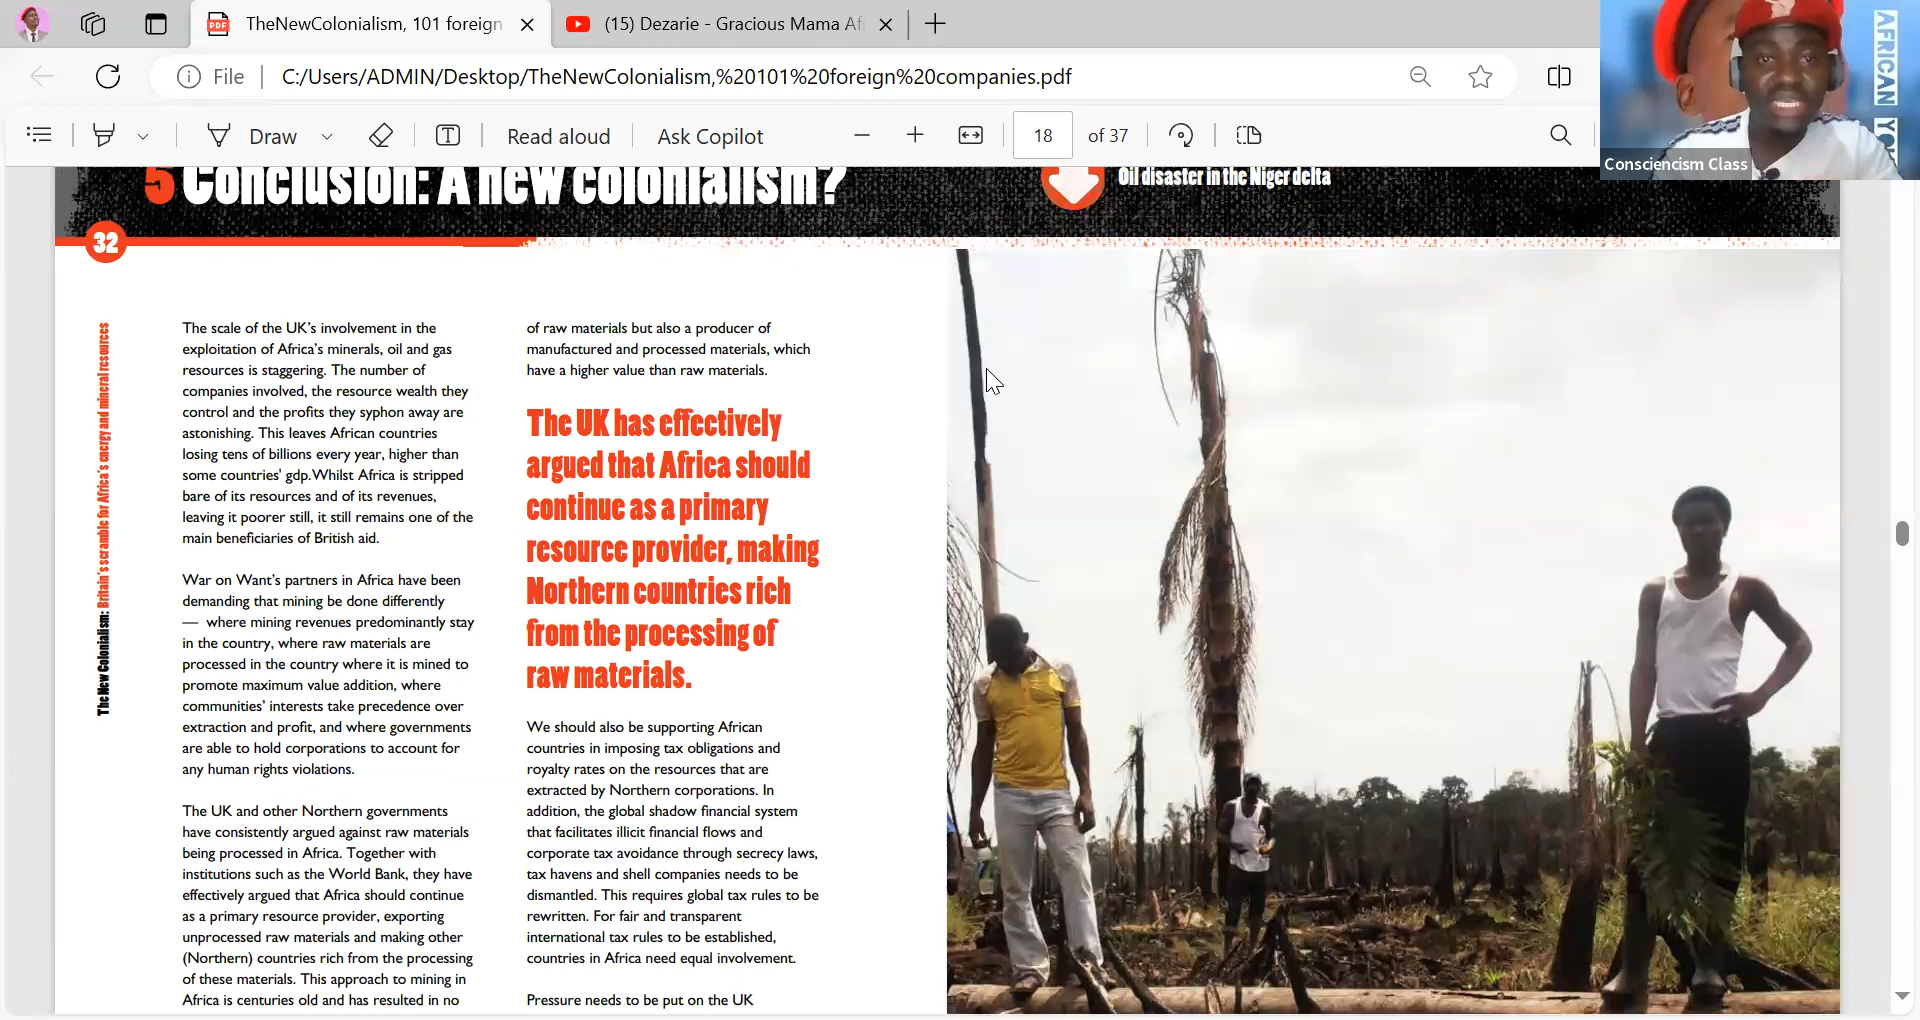 TheNewColonialism, 101 foreign
(15) Dezarie - Gracious Mama Af
File
C:/Users/ADMIN/Desktop/TheNewColonialism,%20101%20foreign%20companies.pdf
Draw
Read aloud
Ask Copilot
18
of 37
Consciencism Class
AFRICAN YO
5 Conclusion: A new colonialism?
Oil disaster in the Niger delta
32
The New Colonialism: Britain's scramble for Africa's energy and mineral resources
The scale of the UK's involvement in the
exploitation of Africa's minerals, oil and gas
resources is staggering. The number of
companies involved, the resource wealth they
control and the profits they syphon away are
astonishing. This leaves African countries
losing tens of billions every year, higher than
some countries' gdp.Whilst Africa is stripped
bare of its resources and of its revenues,
leaving it poorer still, it still remains one of the
main beneficiaries of British aid.
War on Want's partners in Africa have been
demanding that mining be done differently
— where mining revenues predominantly stay
in the country, where raw materials are
processed in the country where it is mined to
promote maximum value addition, where
communities' interests take precedence over
extraction and profit, and where governments
are able to hold corporations to account for
any human rights violations.
The UK and other Northern governments
have consistently argued against raw materials
being processed in Africa. Together with
institutions such as the World Bank, they have
effectively argued that Africa should continue
as a primary resource provider, exporting
unprocessed raw materials and making other
(Northern) countries rich from the processing
of these materials. This approach to mining in
Africa is centuries old and has resulted in no
of raw materials but also a producer of
manufactured and processed materials, which
have a higher value than raw materials.
The UK has effectively
argued that Africa should
continue as a primary
resource provider, making
Northern countries rich
from the processing of
raw materials.
We should also be supporting African
countries in imposing tax obligations and
royalty rates on the resources that are
extracted by Northern corporations. In
addition, the global shadow financial system
that facilitates illicit financial flows and
corporate tax avoidance through secrecy laws,
tax havens and shell companies needs to be
dismantled. This requires global tax rules to be
rewritten. For fair and transparent
international tax rules to be established,
countries in Africa need equal involvement.
Pressure needs to be put on the UK